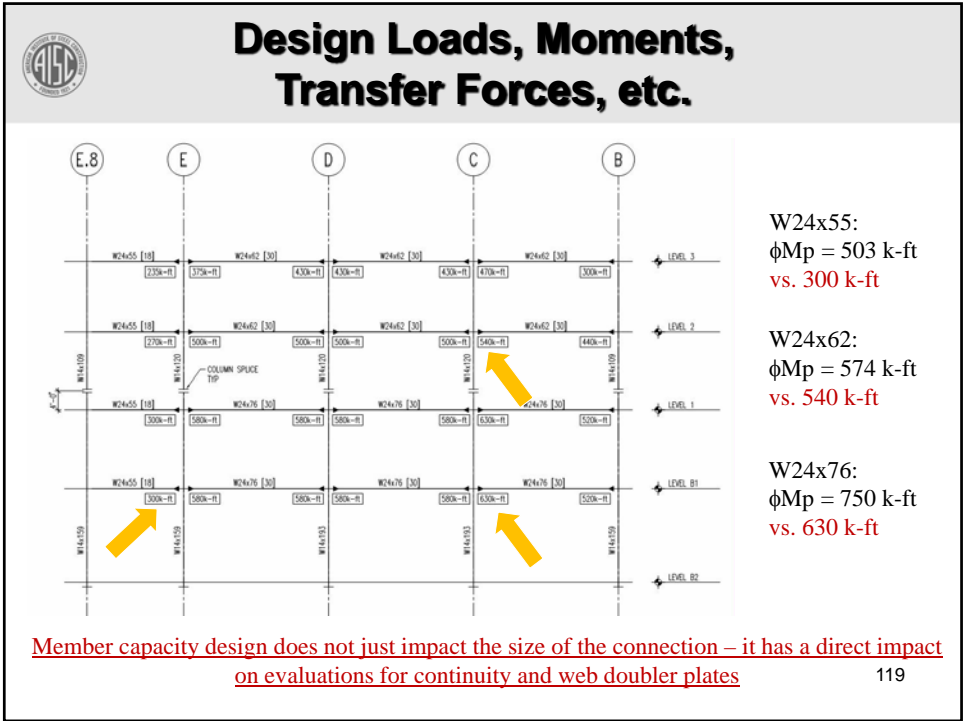 Design Loads, Moments,
Transfer Forces, etc.
AISC
E.8 E D C B
W24x55 [18] W24x62 [30] W24x62 [30] W24x62 [30] LEVEL 3
235k-ft 375k-ft 430k-ft 430k-ft 430k-ft 470k-ft 300k-ft
W24x55 [18] W24x62 [30] W24x62 [30] W24x62 [30] LEVEL 2
270k-ft 500k-ft 500k-ft 500k-ft 500k-ft 540k-ft 440k-ft
W14x109 W14x120 W14x120 W14x120 W14x109
COLUMN SPLICE
TYP
W24x55 [18] W24x76 [30] W24x76 [30] W24x76 [30] LEVEL 1
300k-ft 580k-ft 580k-ft 580k-ft 580k-ft 630k-ft 520k-ft
W24x55 [18] W24x76 [30] W24x76 [30] W24x76 [30] LEVEL B1
300k-ft 580k-ft 580k-ft 580k-ft 580k-ft 630k-ft 520k-ft
W14x159 W14x159 W14x193 W14x193 W14x159
LEVEL B2
W24x55:
ϕMp = 503 k-ft
vs. 300 k-ft
W24x62:
ϕMp = 574 k-ft
vs. 540 k-ft
W24x76:
ϕMp = 750 k-ft
vs. 630 k-ft
Member capacity design does not just impact the size of the connection – it has a direct impact
on evaluations for continuity and web doubler plates
119